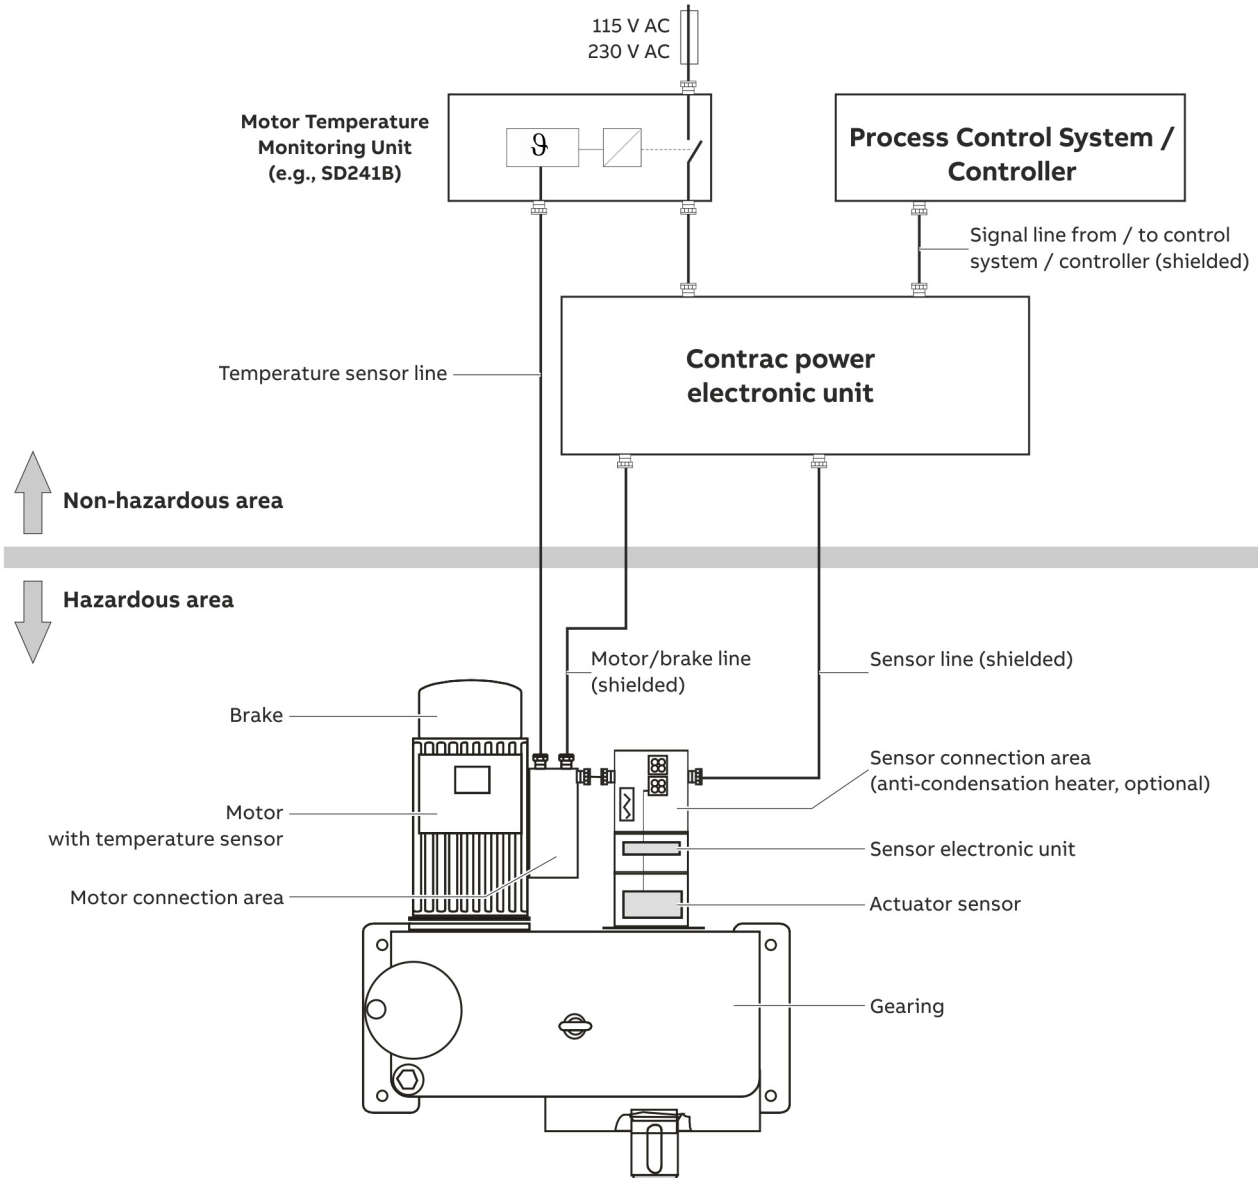 115 V AC
230 V AC
Motor Temperature
Monitoring Unit
(e.g., SD241B)
ϑ
Process Control System /
Controller
Signal line from / to control
system / controller (shielded)
Contrac power
electronic unit
Temperature sensor line
Non-hazardous area
Hazardous area
Motor/brake line
(shielded)
Sensor line (shielded)
Brake
Sensor connection area
(anti-condensation heater, optional)
Motor
with temperature sensor
Sensor electronic unit
Motor connection area
Actuator sensor
Gearing